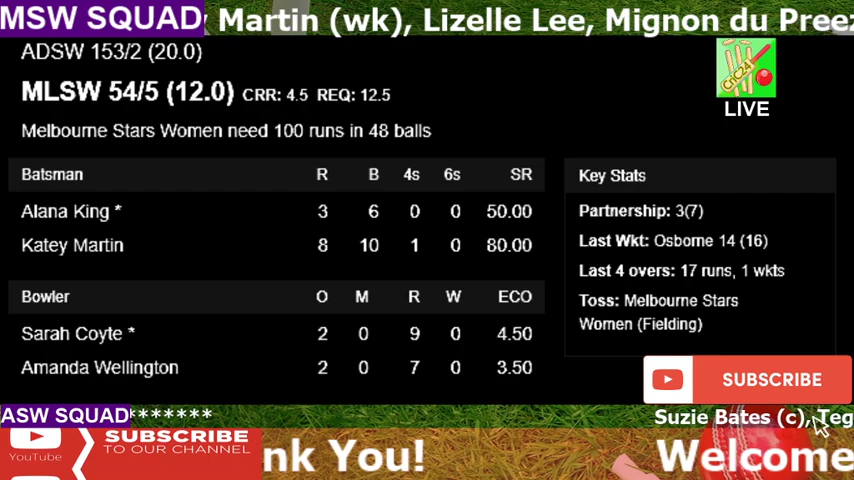 MSW SQUAD Martin (wk), Lizelle Lee, Mignon du Preez
ADSW 153/2 (20.0)
MLSW 54/5 (12.0) CRR: 4.5 REQ: 12.5
CriC24
LIVE
Melbourne Stars Women need 100 runs in 48 balls
Batsman R B 4s 6s SR
Alana King * 3 6 0 0 50.00
Katey Martin 8 10 1 0 80.00
Bowler O M R W ECO
Sarah Coyte * 2 0 9 0 4.50
Amanda Wellington 2 0 7 0 3.50
Key Stats
Partnership: 3(7)
Last Wkt: Osborne 14 (16)
Last 4 overs: 17 runs, 1 wkts
Toss: Melbourne Stars
Women (Fielding)
SUBSCRIBE
ASW SQUAD******* Suzie Bates (c), Teg
YouTube
SUBSCRIBE
TO OUR CHANNEL
nk You! Welcome